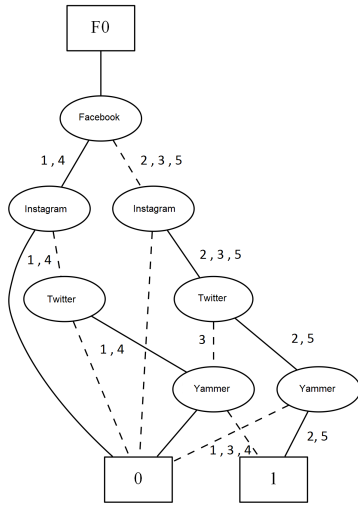 F0
Facebook
1,4
2,3,5
Instagram
Instagram
1,4
2,3,5
Twitter
Twitter
1,4
3
2,5
Yammer
Yammer
1,3,4
2,5
0
1